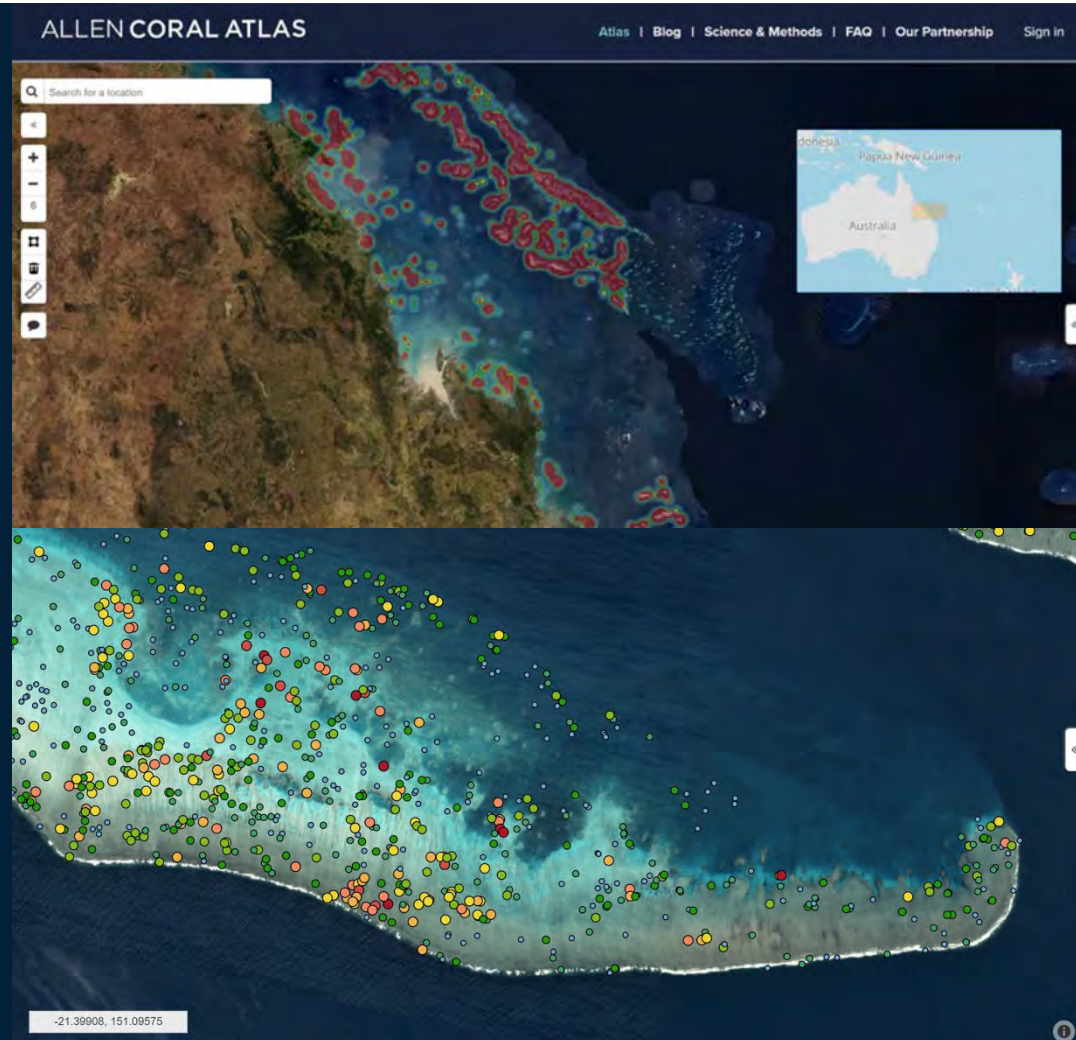 ALLEN CORAL ATLAS
Atlas | Blog | Science & Methods | FAQ | Our Partnership Sign in
Search for a location
donesia
Papua New Guinea
6
Australia
-21.39908, 151.09575